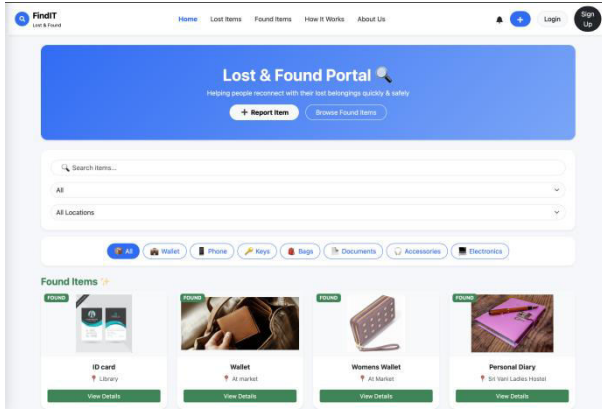 FindIT
Lost & Found
Home Lost Items Found Items How It Works About Us
+ Login Sign Up
Lost & Found Portal
Helping people reconnect with their lost belongings quickly & safely
+ Report Item Browse Found Items
Search items...
All
All Locations
All Wallet Phone Keys Bags Documents Accessories Electronics
Found Items
FOUND FOUND FOUND FOUND
ID card Wallet Womens Wallet Personal Diary
Library At market At Market Sri Vani Ladies Hostel
View Details View Details View Details View Details